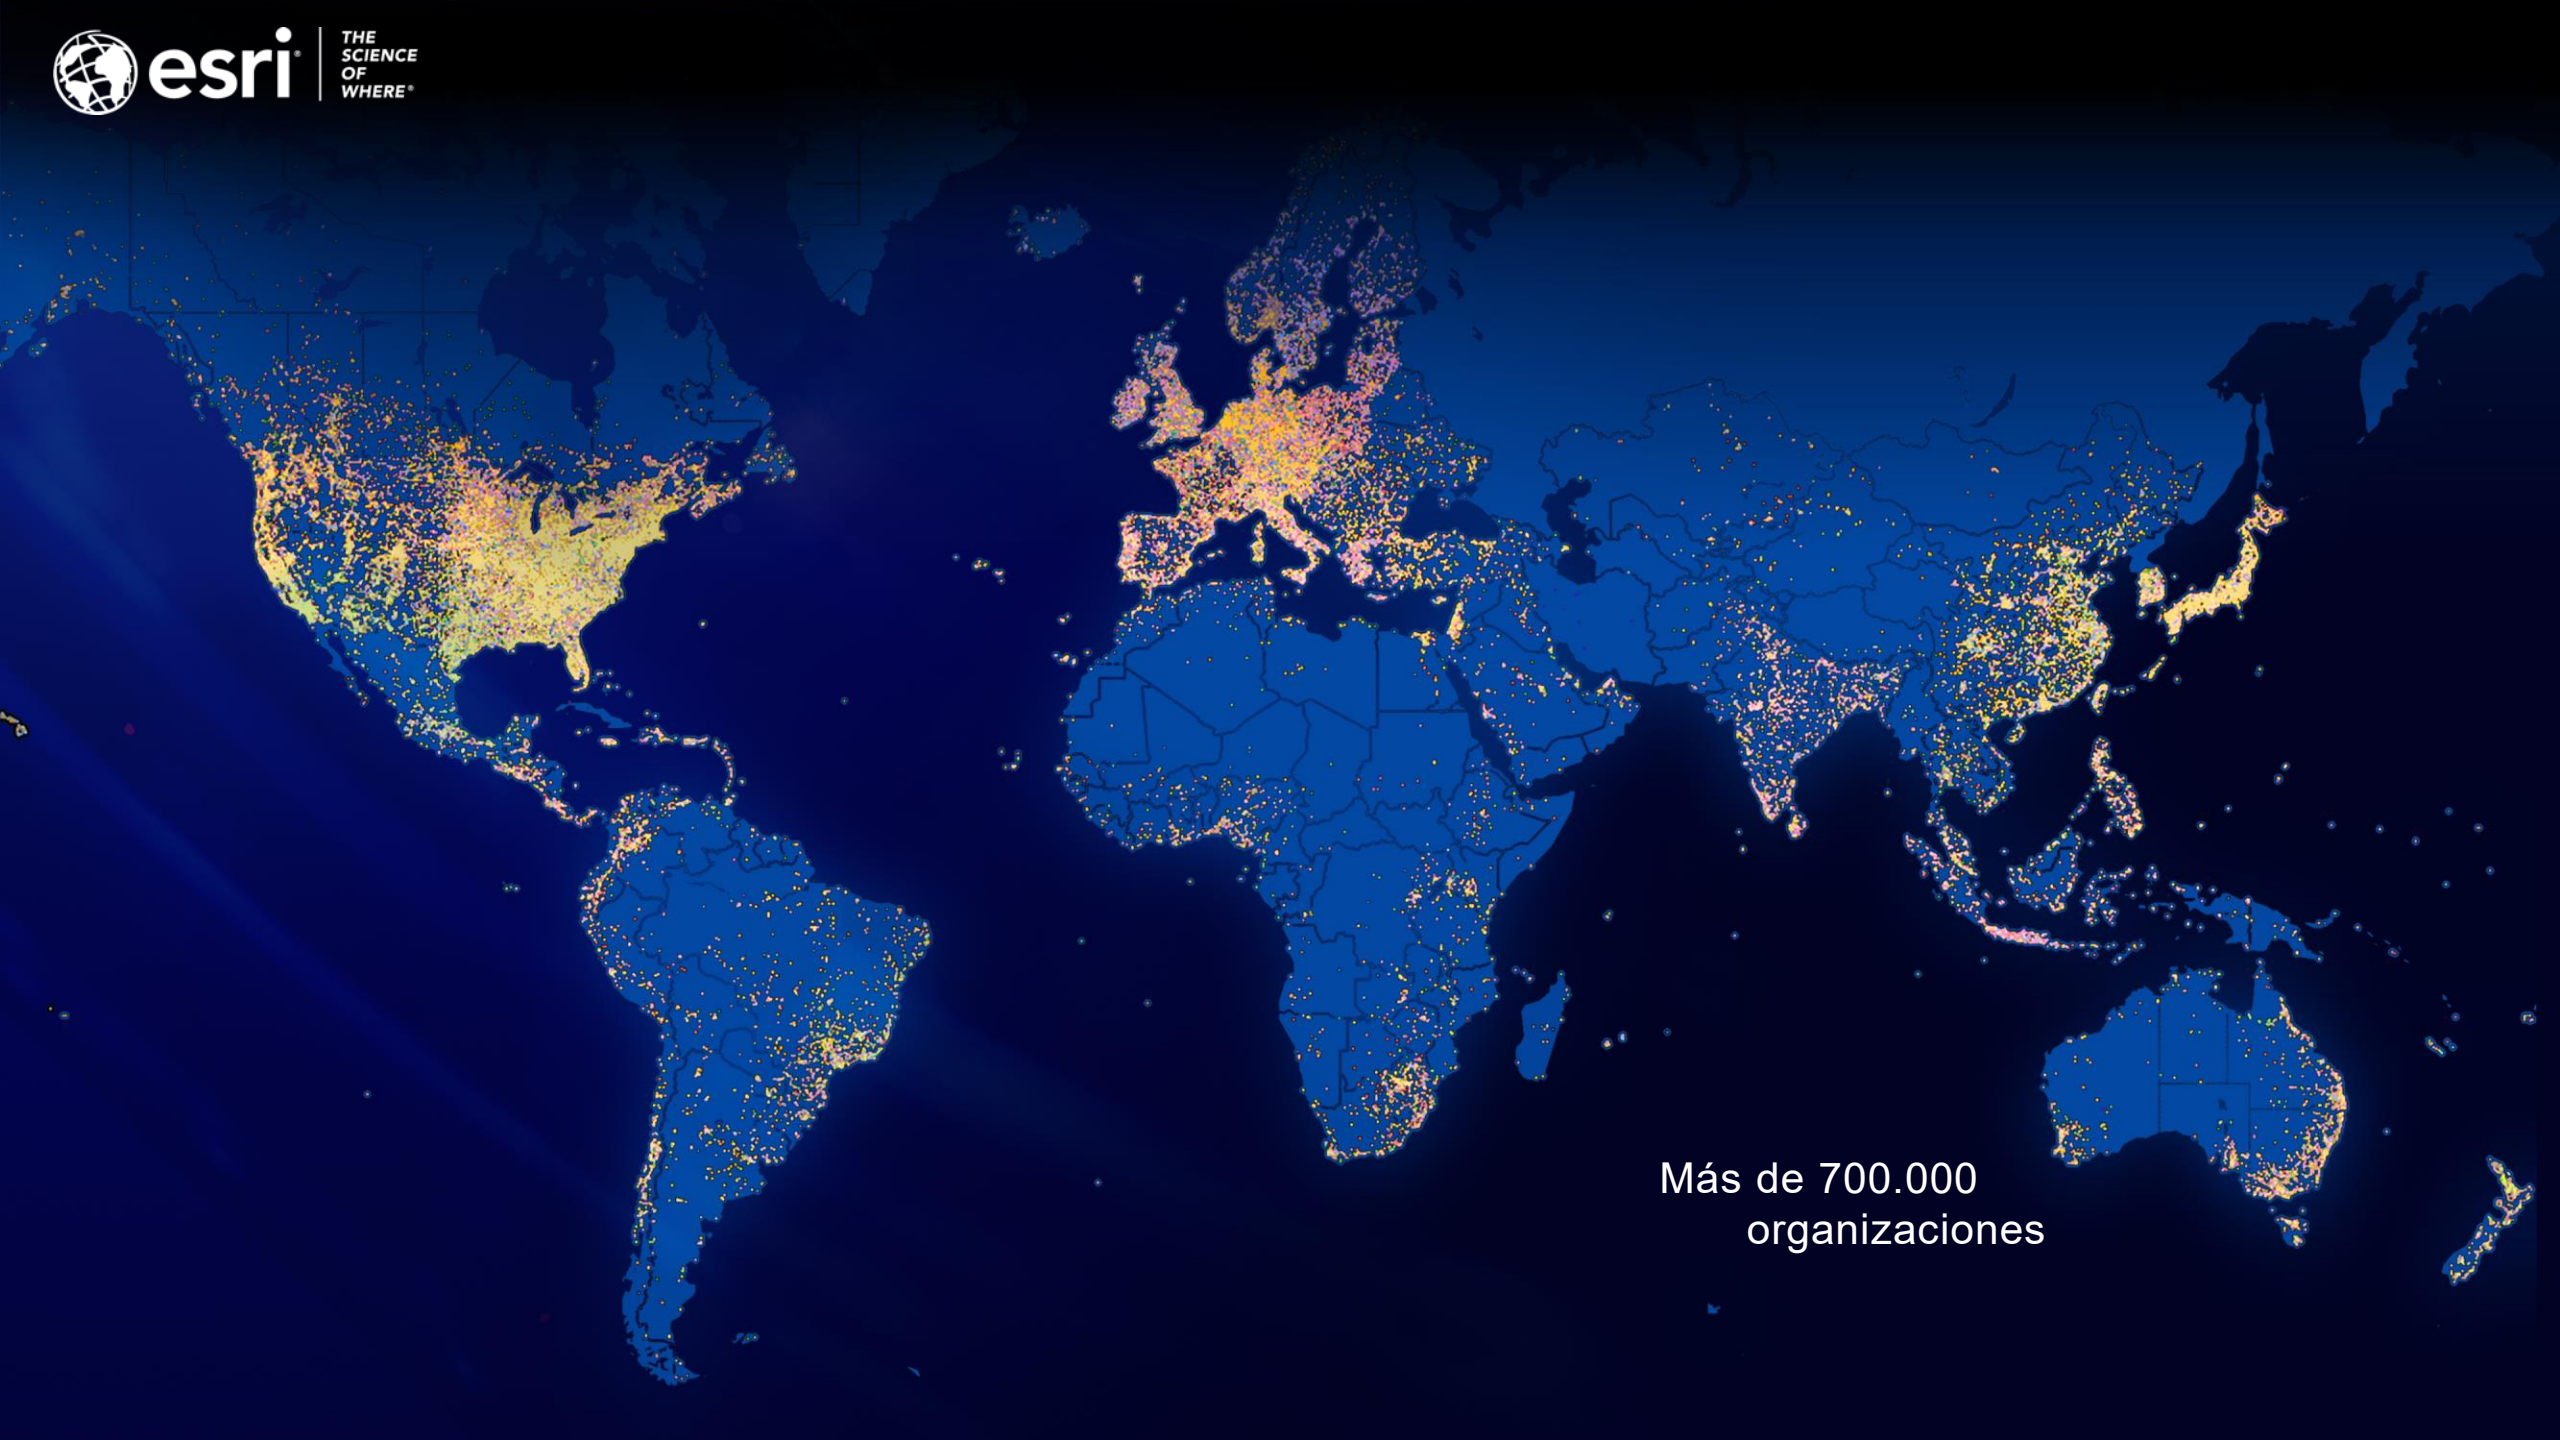 esri
THE
SCIENCE
OF
WHERE®
Más de 700.000
organizaciones